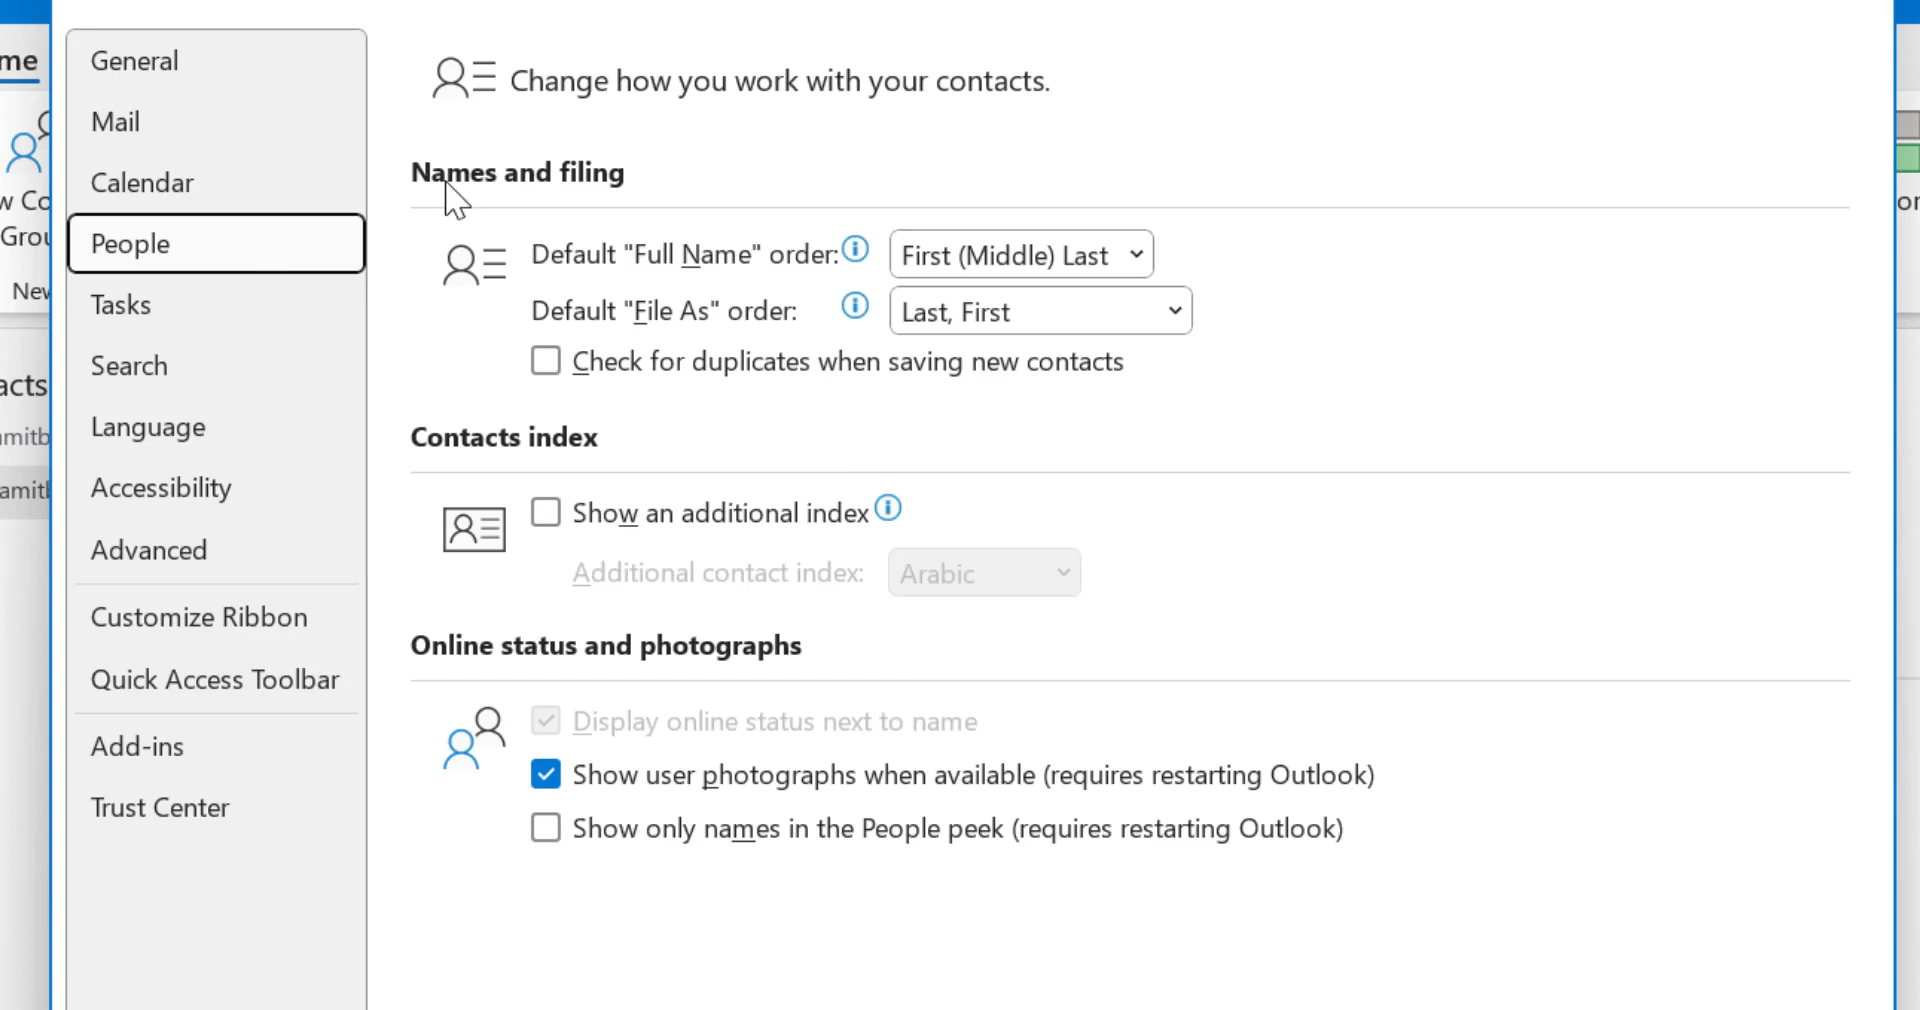 me
General
Mail
Calendar
People
Tasks
Search
Language
Accessibility
Advanced
Customize Ribbon
Quick Access Toolbar
Add-ins
Trust Center
Change how you work with your contacts.
Names and filing
Default "Full Name" order:
First (Middle) Last
Default "File As" order:
Last, First
Check for duplicates when saving new contacts
Contacts index
Show an additional index
Additional contact index:
Arabic
Online status and photographs
Display online status next to name
Show user photographs when available (requires restarting Outlook)
Show only names in the People peek (requires restarting Outlook)
w Co
Grou
New
acts
amitb
amitb
or